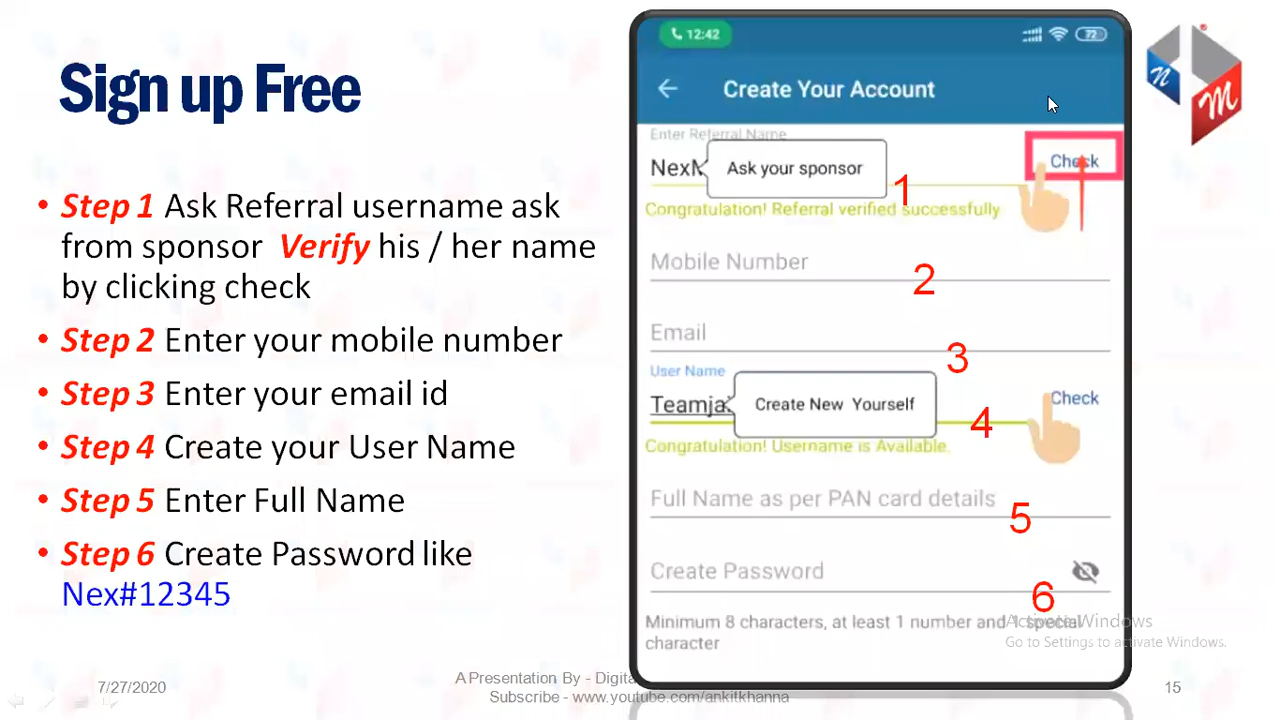 Sign up Free
• Step 1 Ask Referral username ask
from sponsor Verify his / her name
by clicking check
• Step 2 Enter your mobile number
• Step 3 Enter your email id
• Step 4 Create your User Name
• Step 5 Enter Full Name
• Step 6 Create Password like
Nex#12345
12:42
72
Create Your Account
Enter Referral Name
Ask your sponsor
Check
1
Congratulation! Referral verified successfully
Mobile Number
2
Email
3
User Name
Create New Yourself
Check
4
Congratulation! Username is Available.
Full Name as per PAN card details
5
Create Password
6
Minimum 8 characters, at least 1 number and 1 special
character
Activate Windows
Go to Settings to activate Windows.
n
M
7/27/2020
A Presentation By - Digita
Subscribe - www.youtube.com/ankitkhanna
15